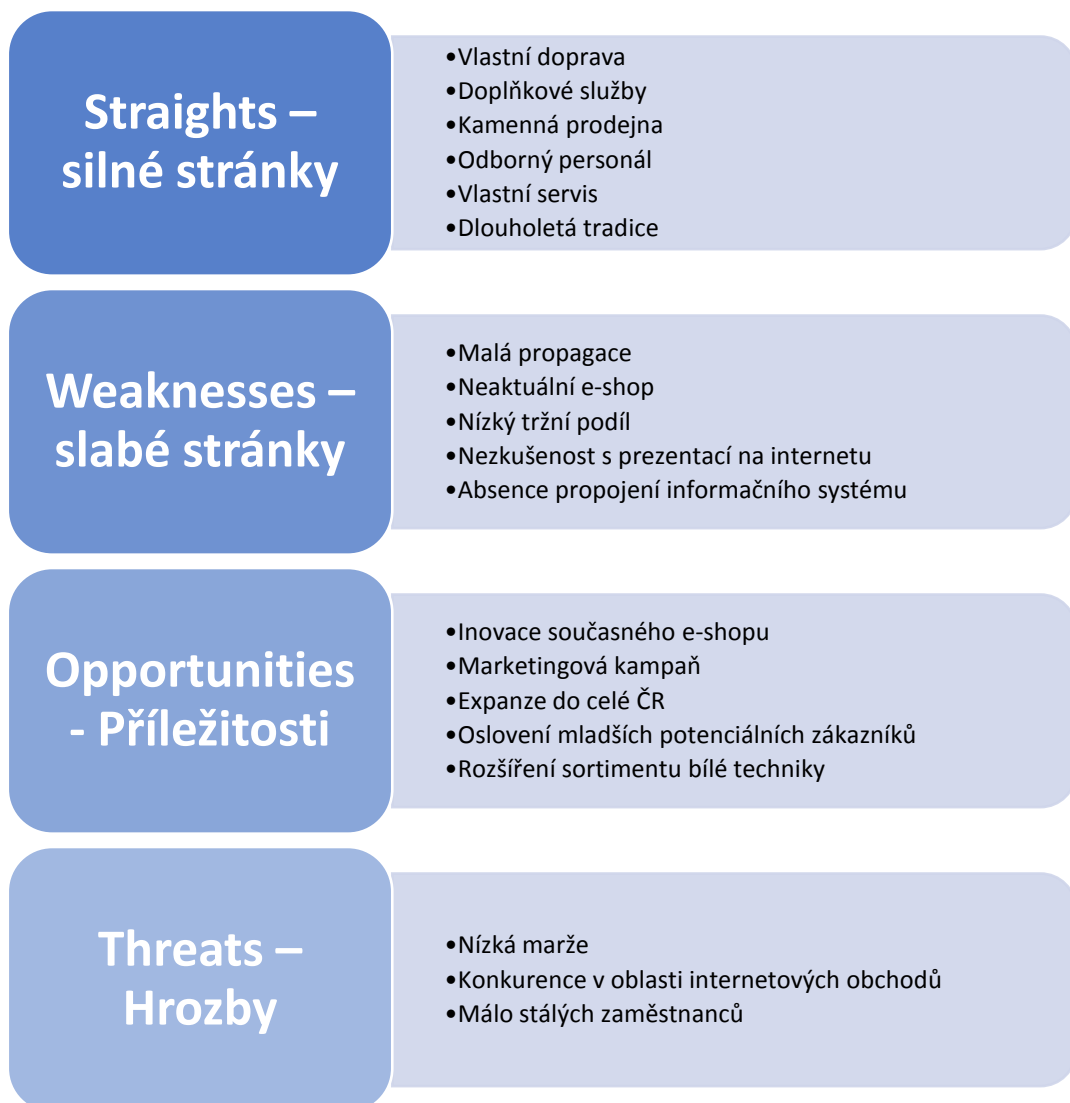 Straights –
silné stránky
•Vlastní doprava
•Doplňkové služby
•Kamenná prodejna
•Odborný personál
•Vlastní servis
•Dlouholetá tradice
Weaknesses –
slabé stránky
•Malá propagace
•Neaktuální e-shop
•Nízký tržní podíl
•Nezkušenost s prezentací na internetu
•Absence propojení informačního systému
Opportunities
- Příležitosti
•Inovace současného e-shopu
•Marketingová kampaň
•Expanze do celé ČR
•Oslovení mladších potenciálních zákazníků
•Rozšíření sortimentu bílé techniky
Threats –
Hrozby
•Nízká marže
•Konkurence v oblasti internetových obchodů
•Málo stálých zaměstnanců